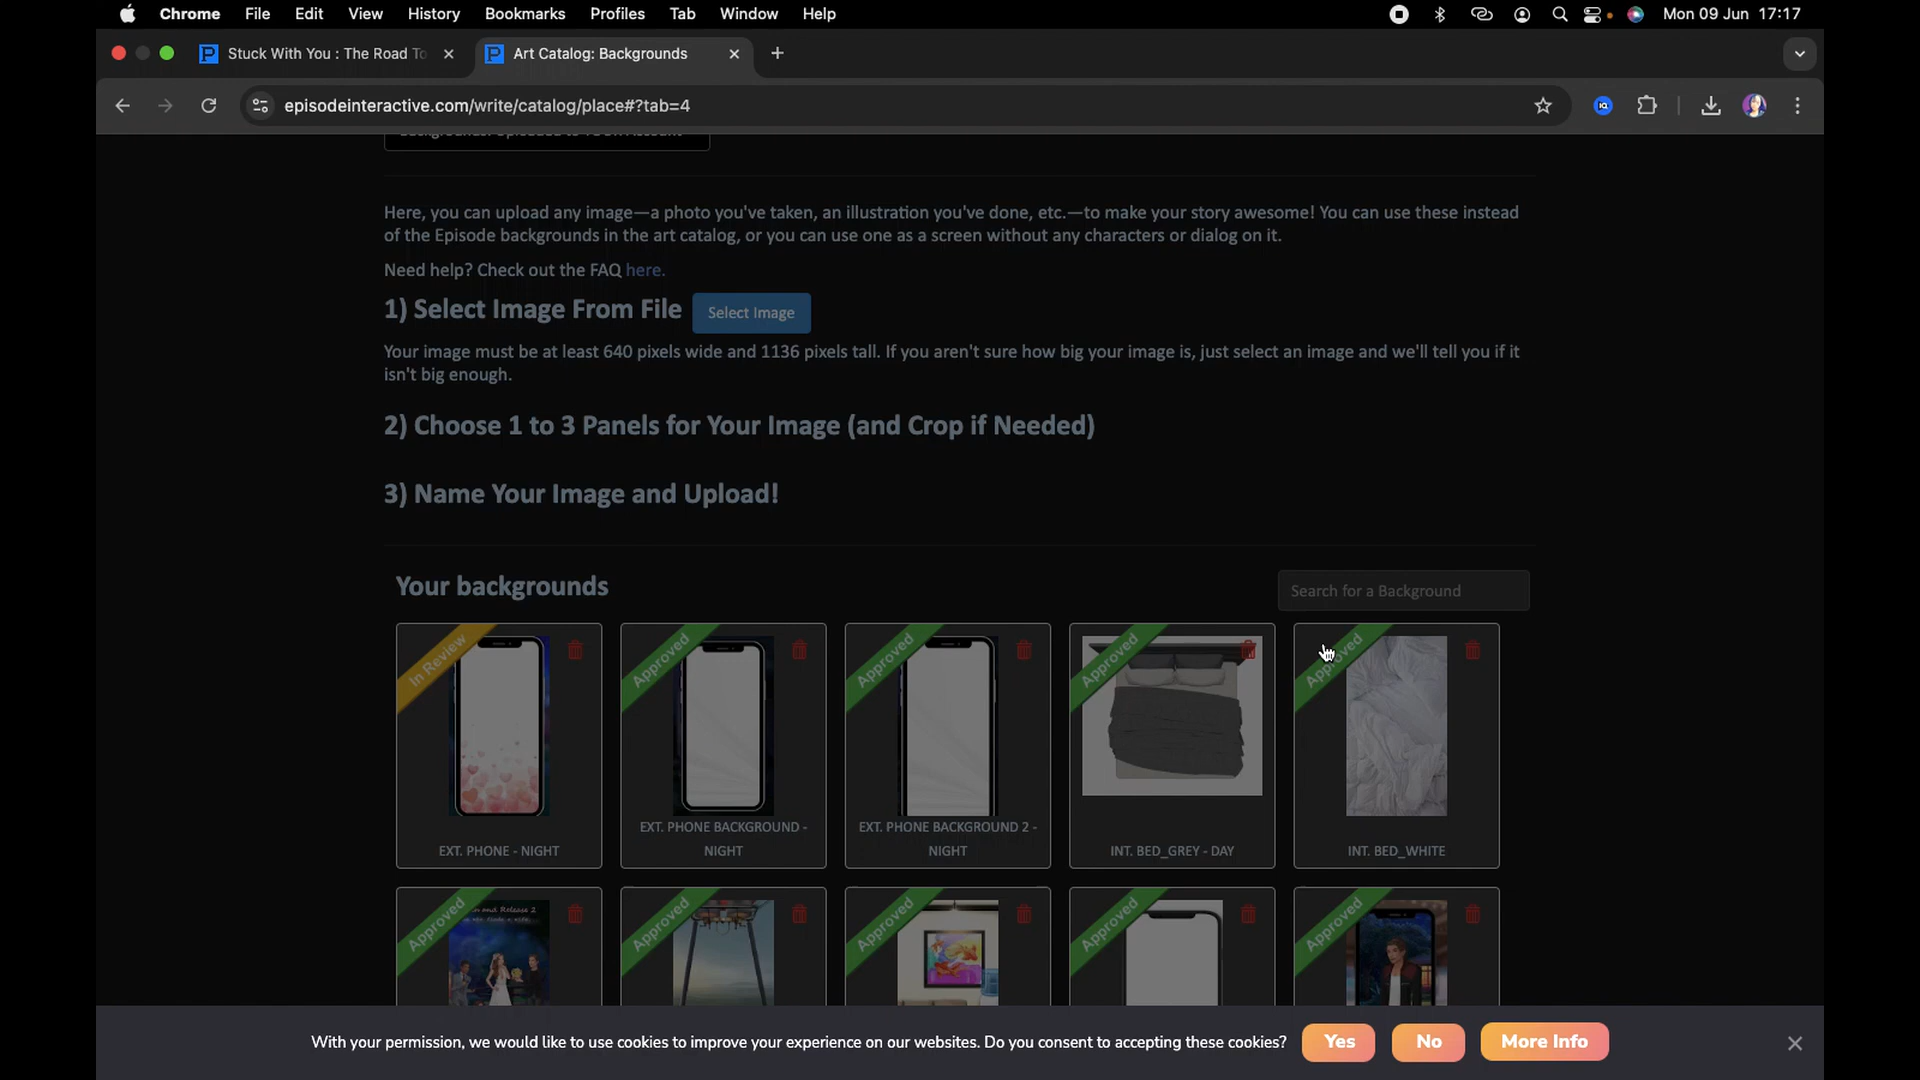 Chrome File Edit View History Bookmarks Profiles Tab Window Help Mon 09 Jun 17:17
Stuck With You : The Road To Art Catalog: Backgrounds
episodeinteractive.com/write/catalog/place#?tab=4
Here, you can upload any image—a photo you've taken, an illustration you've done, etc.—to make your story awesome! You can use these instead
of the Episode backgrounds in the art catalog, or you can use one as a screen without any characters or dialog on it.
Need help? Check out the FAQ here.
1) Select Image From File Select Image
Your image must be at least 640 pixels wide and 1136 pixels tall. If you aren't sure how big your image is, just select an image and we'll tell you if it
isn't big enough.
2) Choose 1 to 3 Panels for Your Image (and Crop if Needed)
3) Name Your Image and Upload!
Your backgrounds Search for a Background
In Review Approved Approved Approved Approved
EXT. PHONE BACKGROUND - EXT. PHONE BACKGROUND 2 -
EXT. PHONE - NIGHT NIGHT NIGHT INT. BED_GREY - DAY INT. BED_WHITE
Approved Approved Approved Approved Approved
and Release 2
With your permission, we would like to use cookies to improve your experience on our websites. Do you consent to accepting these cookies? Yes No More Info